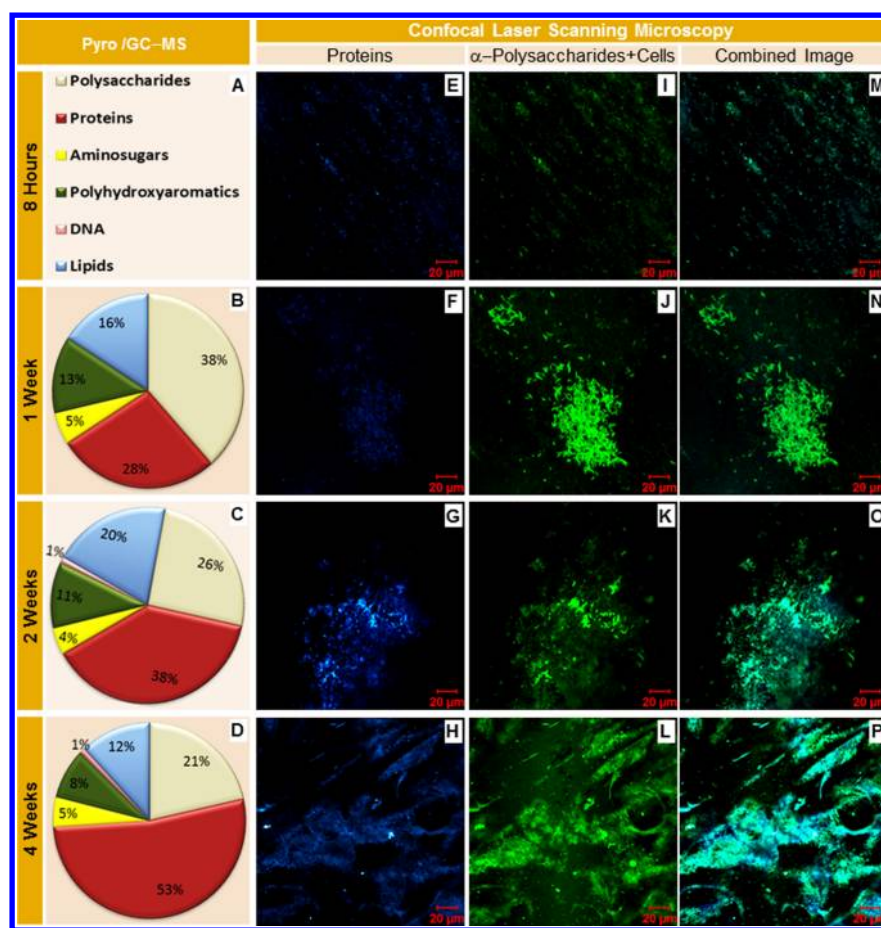 Pyro /GC–MS
Confocal Laser Scanning Microscopy
Proteins
α–Polysaccharides+Cells
Combined Image
8 Hours
Polysaccharides
Proteins
Aminosugars
Polyhydroxyaromatics
DNA
Lipids
A
E
20 µm
I
20 µm
M
20 µm
1 Week
B
16%
38%
13%
5%
28%
F
20 µm
J
20 µm
N
20 µm
2 Weeks
C
20%
26%
1%
11%
4%
38%
G
20 µm
K
20 µm
O
20 µm
4 Weeks
D
1%
12%
21%
8%
5%
53%
H
20 µm
L
20 µm
P
20 µm